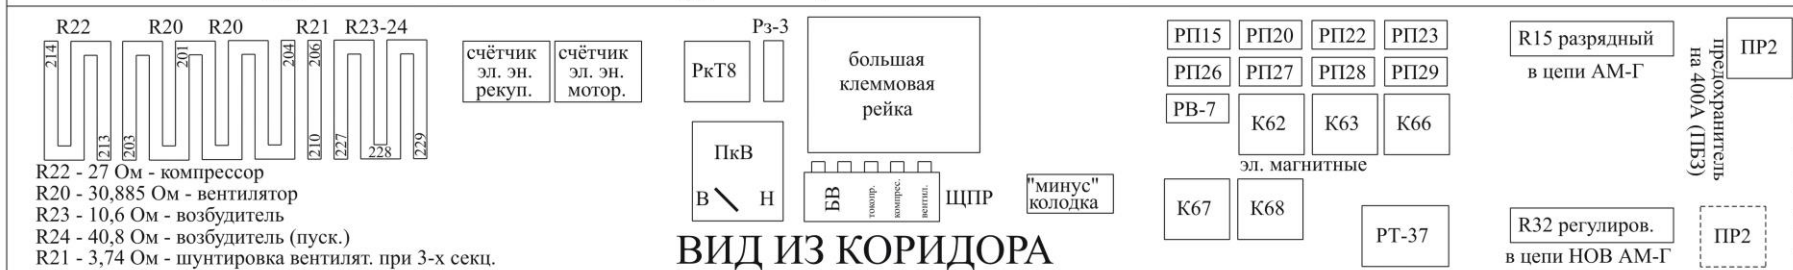 R22
R20
R20
R21
R23-24
214
213
203
201
204
206
210
227
228
229
R22 - 27 Ом - компрессор
R20 - 30,885 Ом - вентилятор
R23 - 10,6 Ом - возбудитель
R24 - 40,8 Ом - возбудитель (пуск.)
R21 - 3,74 Ом - шунтировка вентилят. при 3-х секц.
счётчик
эл. эн.
рекуп.
счётчик
эл. эн.
мотор.
РкТ8
Рз-3
ПкВ
В
Н
большая
клеммовая
рейка
БВ
токопр.
компрес.
вентил.
ЩПР
"минус"
колодка
ВИД ИЗ КОРИДОРА
РП15
РП20
РП22
РП23
РП26
РП27
РП28
РП29
РВ-7
К62
К63
К66
эл. магнитные
К67
К68
РТ-37
R15 разрядный
в цепи АМ-Г
R32 регулиров.
в цепи НОВ АМ-Г
предохранитель
на 400А (ПБЗ)
ПР2
ПР2